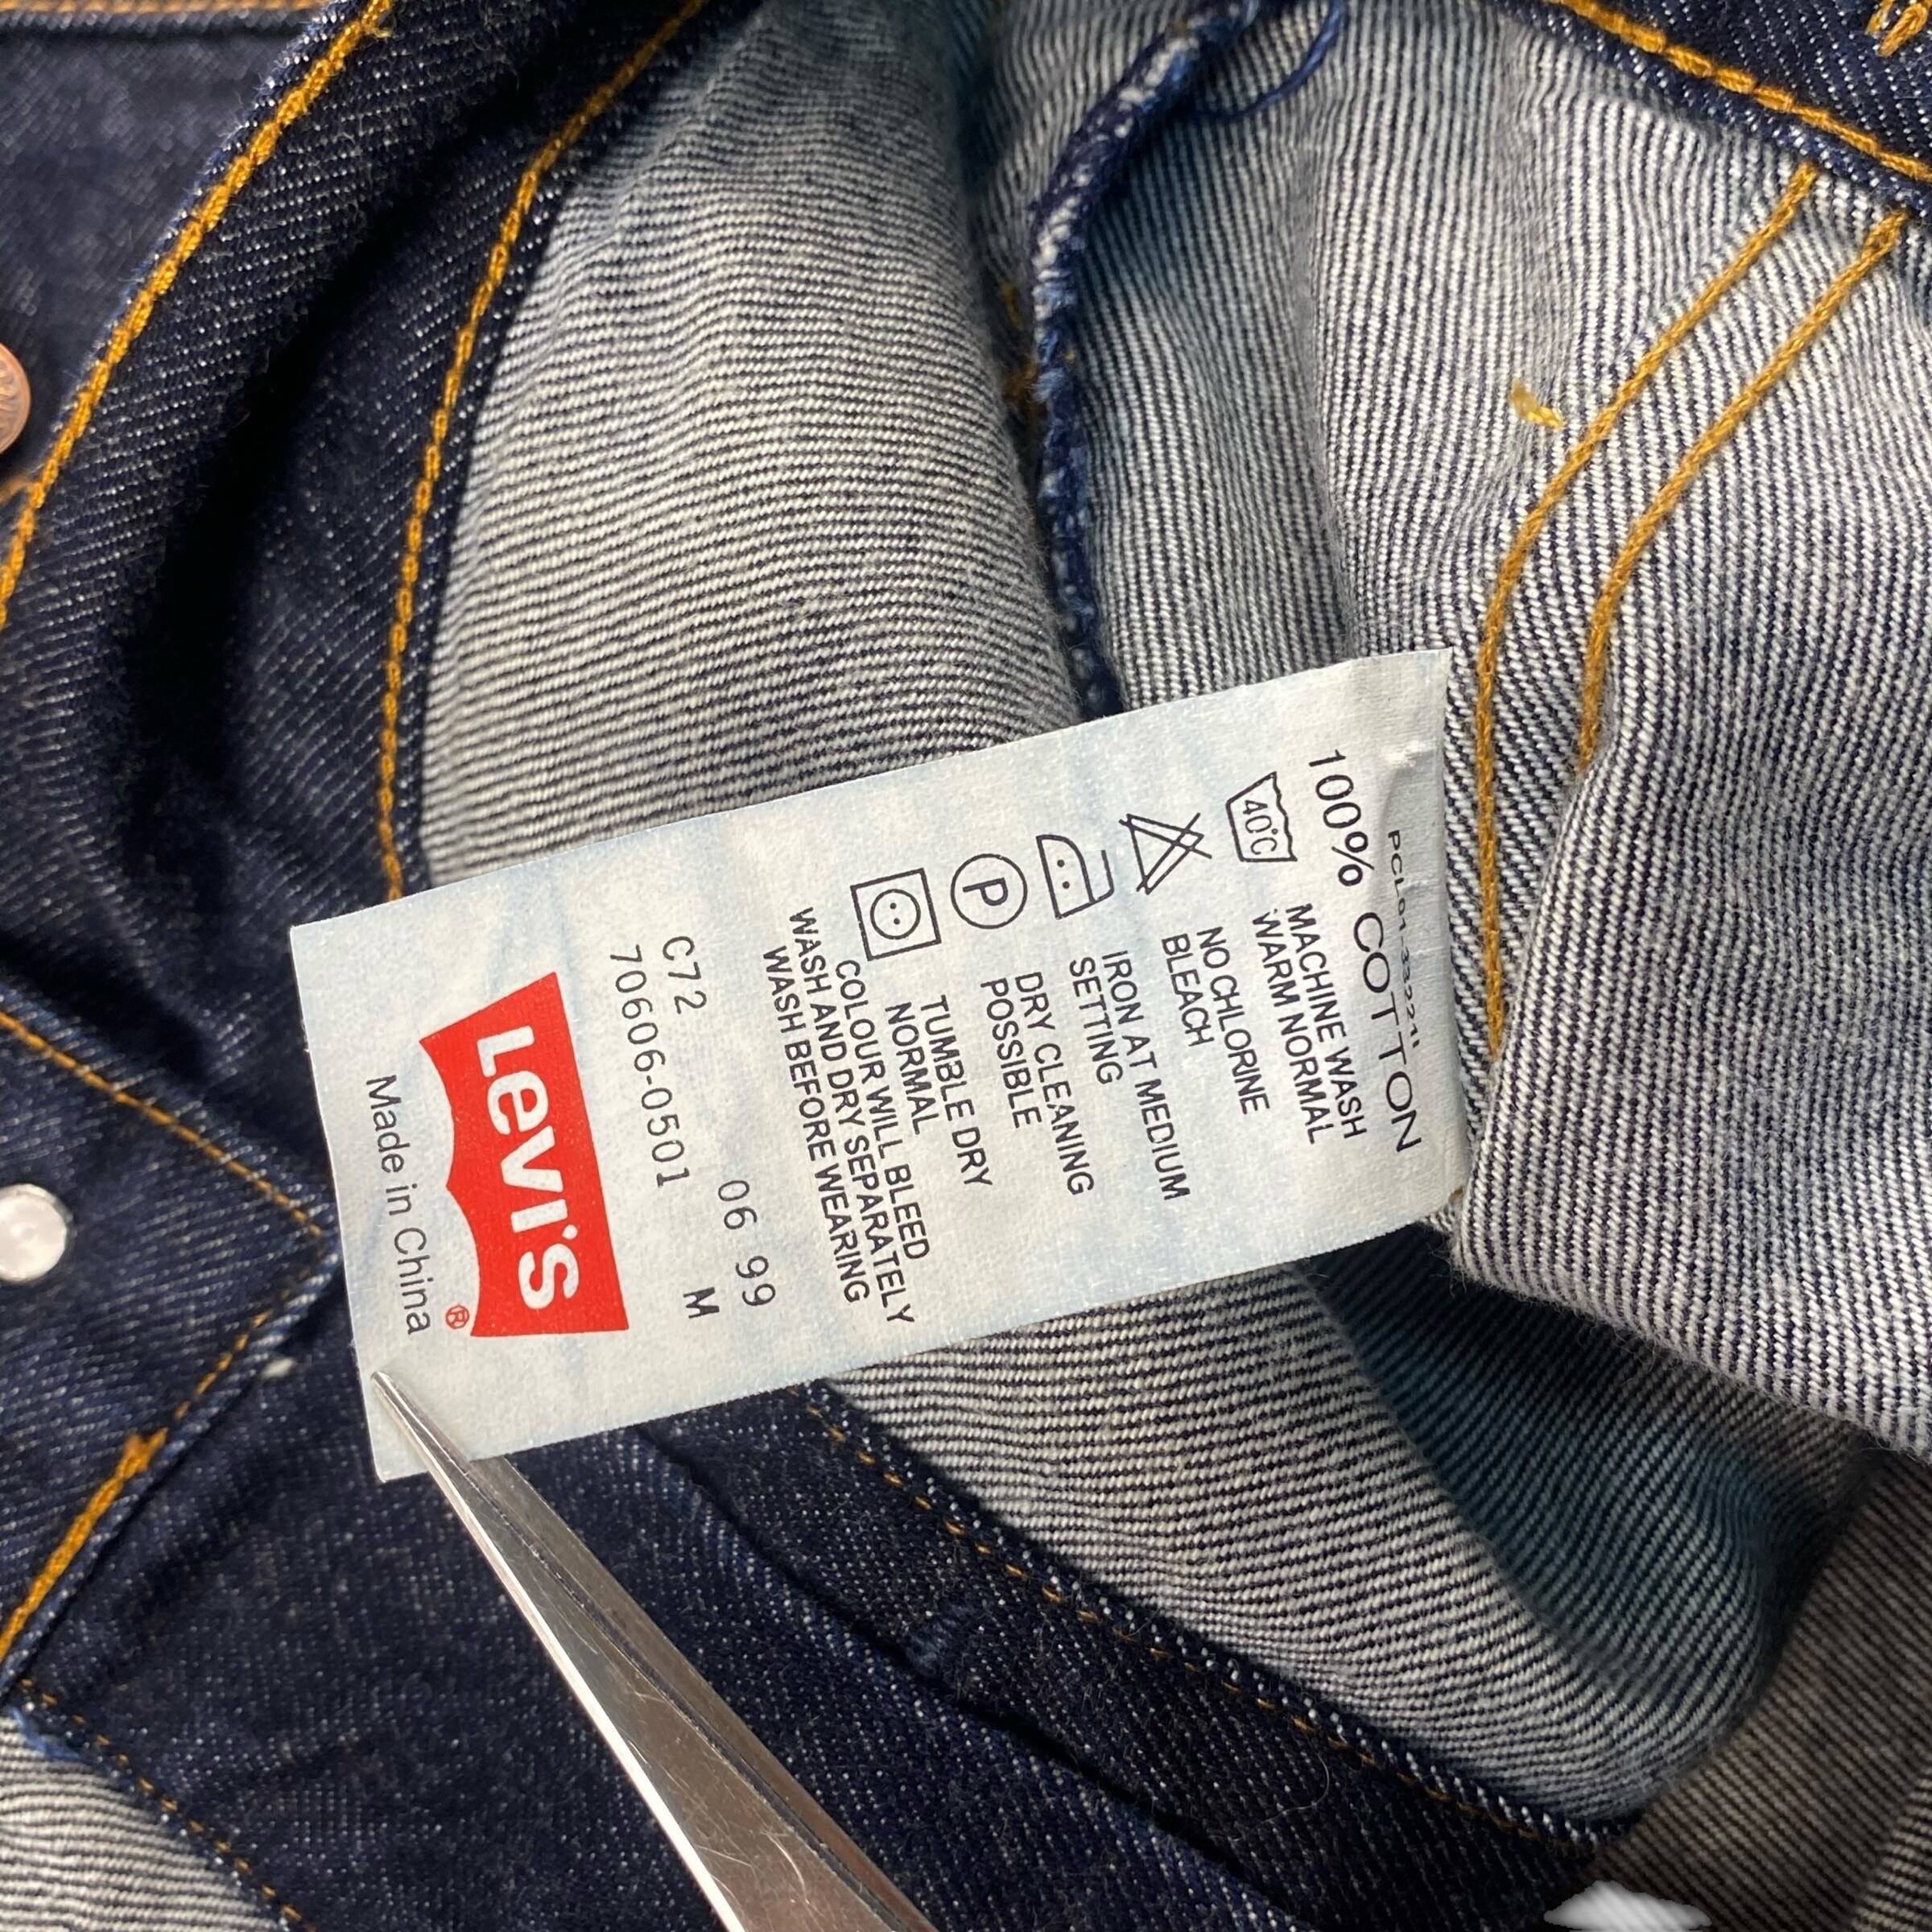 100% COTTON
40°C
MACHINE WASH
WARM NORMAL
NO CHLORINE
BLEACH
IRON AT MEDIUM
SETTING
P
DRY CLEANING
POSSIBLE
TUMBLE DRY
NORMAL
COLOUR WILL BLEED
WASH AND DRY SEPARATELY
WASH BEFORE WEARING
06 99
C72 M
70606-0501
Levi's ®
Made in China